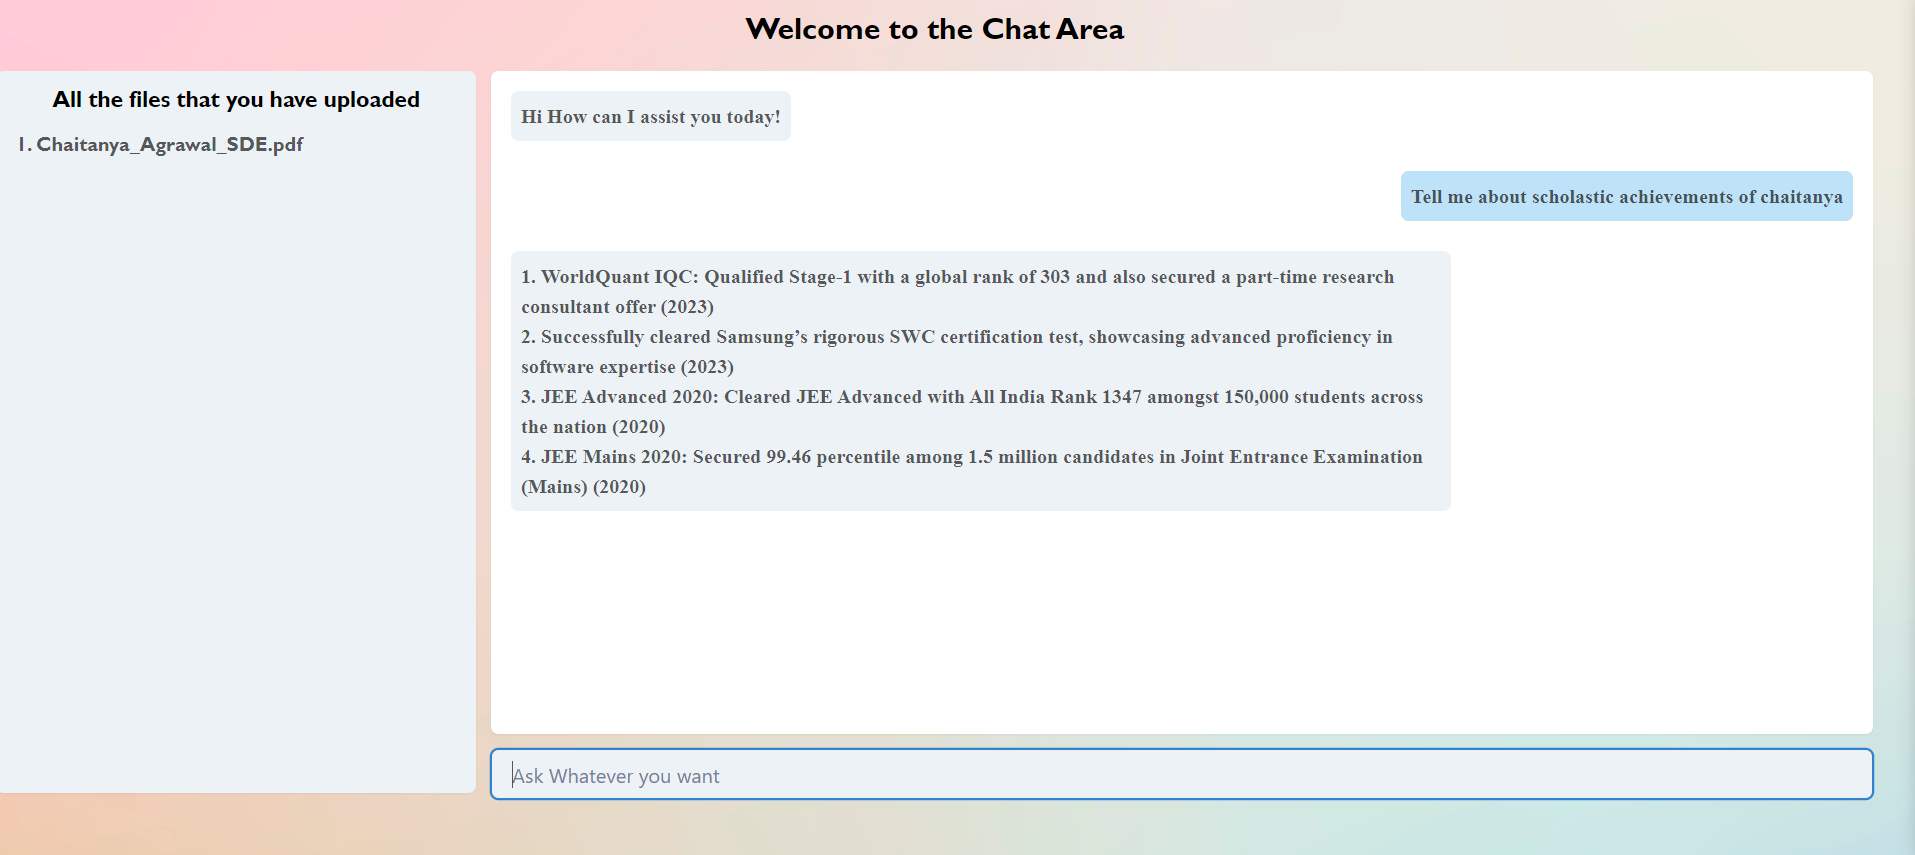 Welcome to the Chat Area
All the files that you have uploaded
1. Chaitanya_Agrawal_SDE.pdf
Hi How can I assist you today!
Tell me about scholastic achievements of chaitanya
1. WorldQuant IQC: Qualified Stage-1 with a global rank of 303 and also secured a part-time research
consultant offer (2023)
2. Successfully cleared Samsung’s rigorous SWC certification test, showcasing advanced proficiency in
software expertise (2023)
3. JEE Advanced 2020: Cleared JEE Advanced with All India Rank 1347 amongst 150,000 students across
the nation (2020)
4. JEE Mains 2020: Secured 99.46 percentile among 1.5 million candidates in Joint Entrance Examination
(Mains) (2020)
Ask Whatever you want